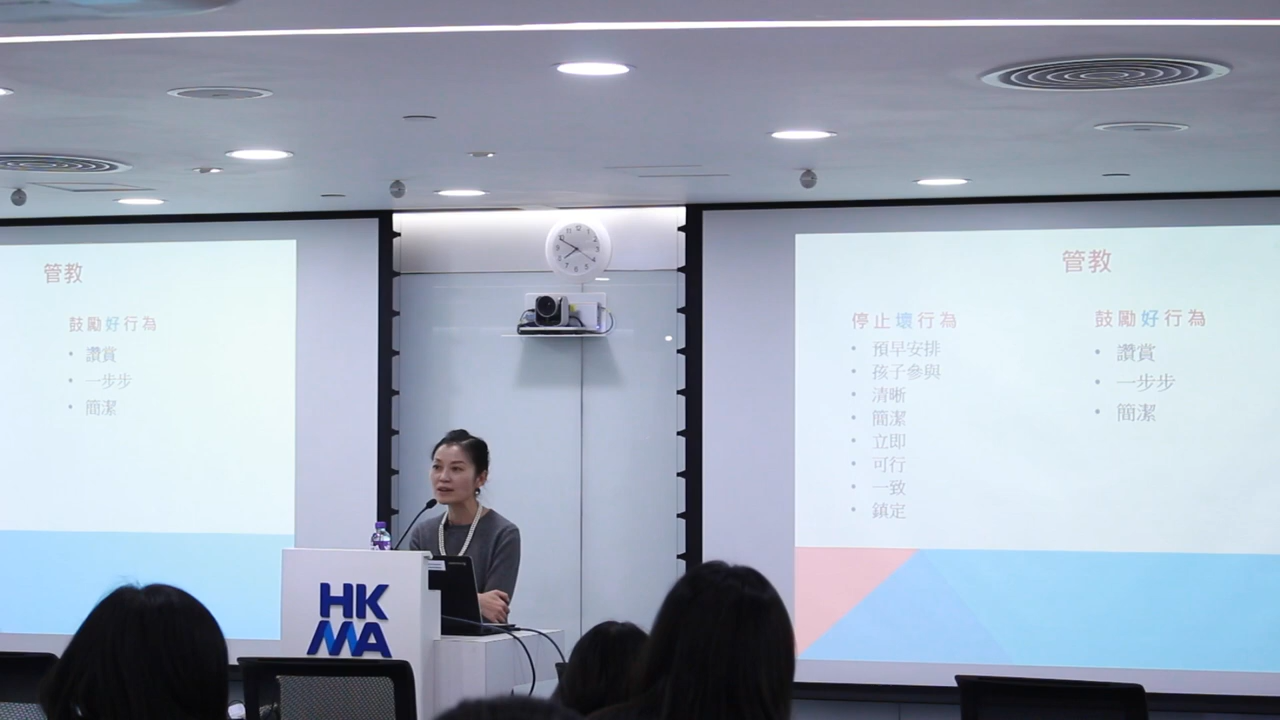 管教
鼓勵好行為
• 讚賞
• 一步步
• 簡潔
HK
MA
管教
停止壞行為
• 預早安排
• 孩子參與
• 清晰
• 簡潔
• 立即
• 可行
• 一致
• 鎮定
鼓勵好行為
• 讚賞
• 一步步
• 簡潔